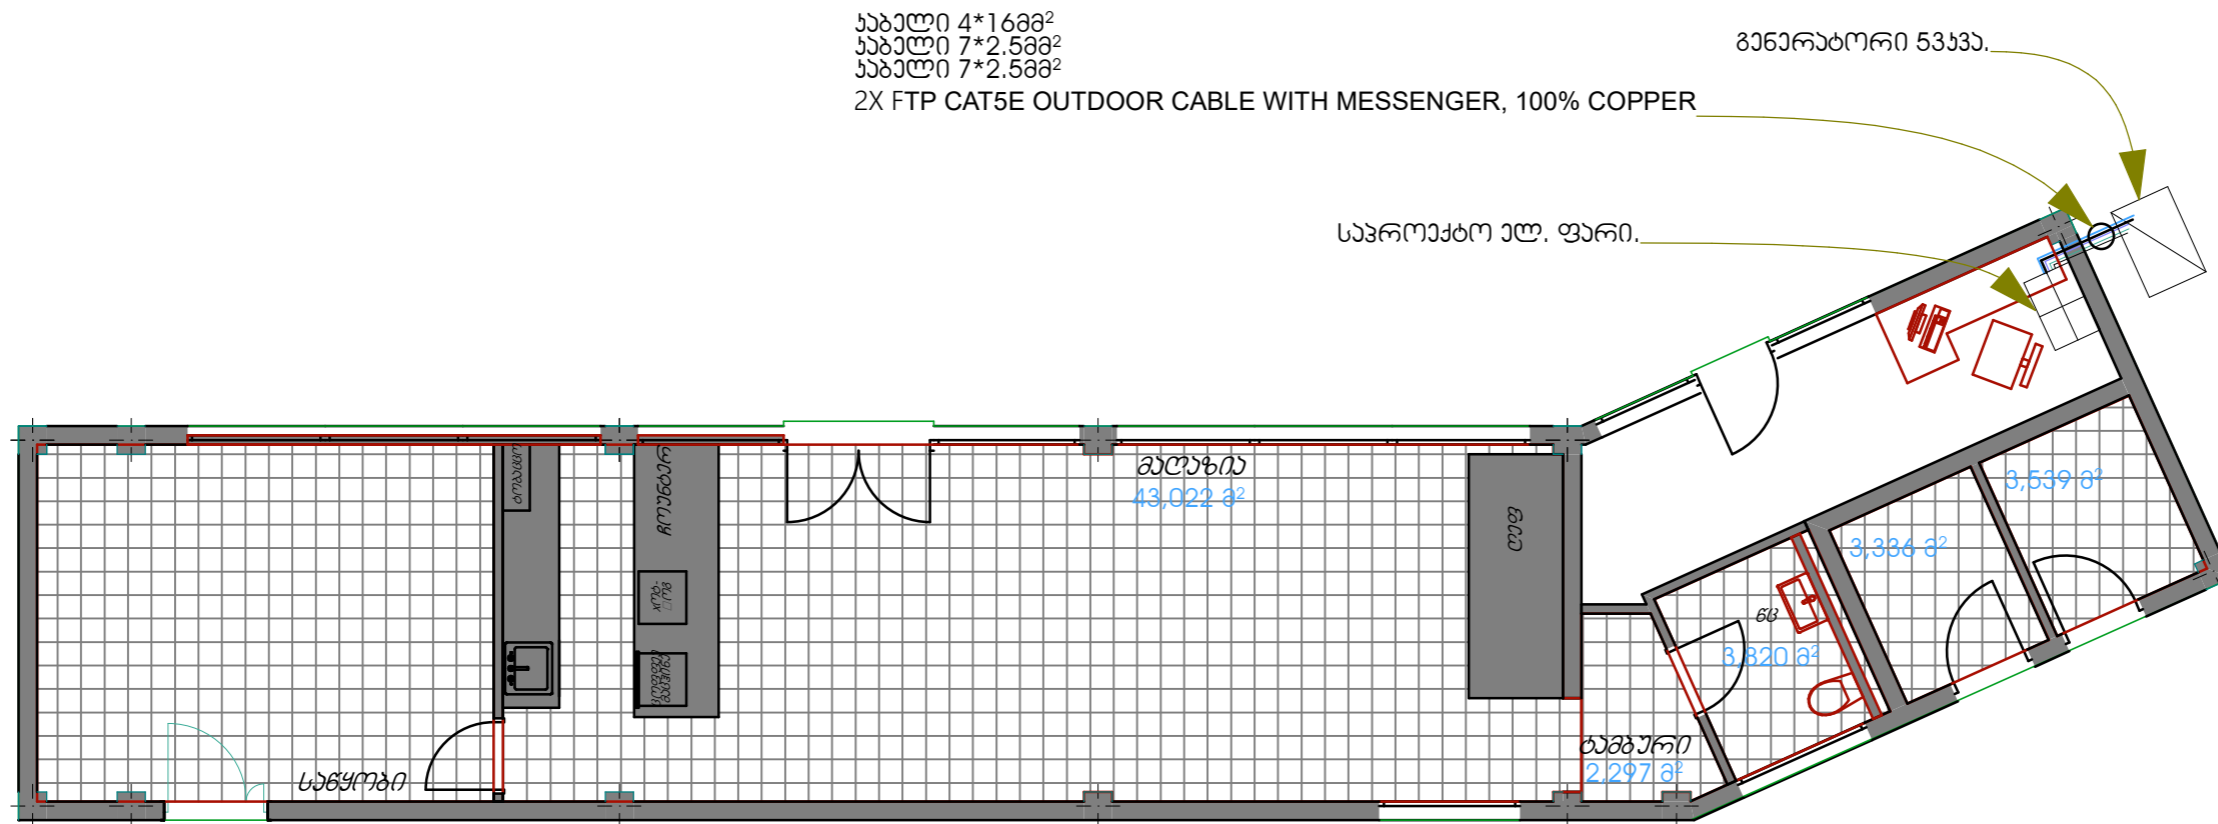 კაბელი 4*16მმ²
კაბელი 7*2.5მმ²
კაბელი 7*2.5მმ²
2X FTP CAT5E OUTDOOR CABLE WITH MESSENGER, 100% COPPER
გენერატორი 53კვა.
საპროექტო ელ. ფარი.
მაღაზია
43,022 მ²
3,539 მ²
3,336 მ²
წც
3,820 მ²
ტამბური
2,297 მ²
საწყობი